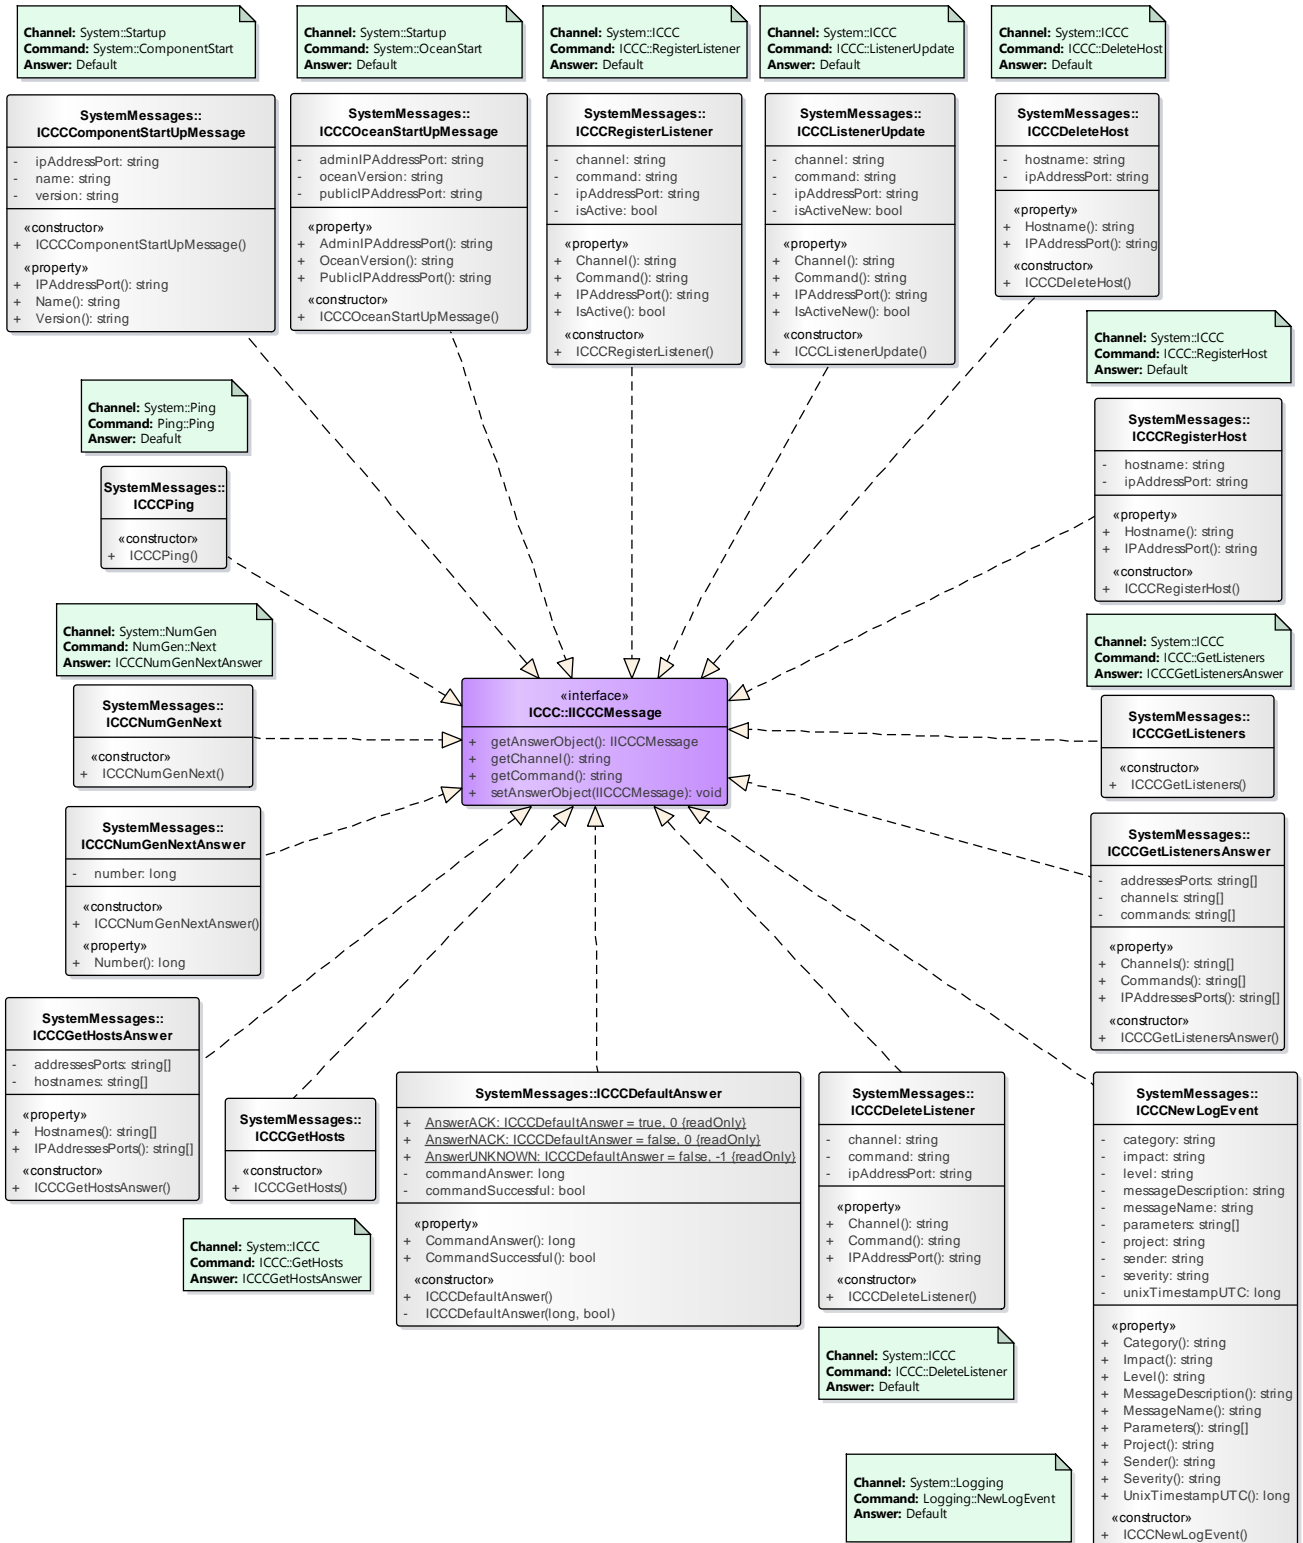 Channel: System::Startup
Command: System::ComponentStart
Answer: Default
Channel: System::Startup
Command: System::OceanStart
Answer: Default
Channel: System::ICCC
Command: ICCC::RegisterListener
Answer: Default
Channel: System::ICCC
Command: ICCC::ListenerUpdate
Answer: Default
Channel: System::ICCC
Command: ICCC::DeleteHost
Answer: Default
SystemMessages::
ICCCComponentStartUpMessage
- ipAddressPort: string
- name: string
- version: string
«constructor»
+ ICCCComponentStartUpMessage()
«property»
+ IPAddressPort(): string
+ Name(): string
+ Version(): string
SystemMessages::
ICCCOceanStartUpMessage
- adminIPAddressPort: string
- oceanVersion: string
- publicIPAddressPort: string
«property»
+ AdminIPAddressPort(): string
+ OceanVersion(): string
+ PublicIPAddressPort(): string
«constructor»
+ ICCCOceanStartUpMessage()
SystemMessages::
ICCCRegisterListener
- channel: string
- command: string
- ipAddressPort: string
- isActive: bool
«property»
+ Channel(): string
+ Command(): string
+ IPAddressPort(): string
+ IsActive(): bool
«constructor»
+ ICCCRegisterListener()
SystemMessages::
ICCCListenerUpdate
- channel: string
- command: string
- ipAddressPort: string
- isActiveNew: bool
«property»
+ Channel(): string
+ Command(): string
+ IPAddressPort(): string
+ IsActiveNew(): bool
«constructor»
+ ICCCListenerUpdate()
SystemMessages::
ICCCDeleteHost
- hostname: string
- ipAddressPort: string
«property»
+ Hostname(): string
+ IPAddressPort(): string
«constructor»
+ ICCCDeleteHost()
Channel: System::ICCC
Command: ICCC::RegisterHost
Answer: Default
SystemMessages::
ICCCRegisterHost
- hostname: string
- ipAddressPort: string
«property»
+ Hostname(): string
+ IPAddressPort(): string
«constructor»
+ ICCCRegisterHost()
Channel: System::Ping
Command: Ping::Ping
Answer: Deafult
SystemMessages::
ICCCPing
«constructor»
+ ICCCPing()
Channel: System::NumGen
Command: NumGen::Next
Answer: ICCCNumGenNextAnswer
SystemMessages::
ICCCNumGenNext
«constructor»
+ ICCCNumGenNext()
«interface»
ICCC::IICCCMessage
+ getAnswerObject(): IICCCMessage
+ getChannel(): string
+ getCommand(): string
+ setAnswerObject(IICCCMessage): void
Channel: System::ICCC
Command: ICCC::GetListeners
Answer: ICCCGetListenersAnswer
SystemMessages::
ICCCGetListeners
«constructor»
+ ICCCGetListeners()
SystemMessages::
ICCCNumGenNextAnswer
- number: long
«constructor»
+ ICCCNumGenNextAnswer()
«property»
+ Number(): long
SystemMessages::
ICCCGetListenersAnswer
- addressesPorts: string[]
- channels: string[]
- commands: string[]
«property»
+ Channels(): string[]
+ Commands(): string[]
+ IPAddressesPorts(): string[]
«constructor»
+ ICCCGetListenersAnswer()
SystemMessages::
ICCCGetHostsAnswer
- addressesPorts: string[]
- hostnames: string[]
«property»
+ Hostnames(): string[]
+ IPAddressesPorts(): string[]
«constructor»
+ ICCCGetHostsAnswer()
SystemMessages::
ICCCGetHosts
«constructor»
+ ICCCGetHosts()
Channel: System::ICCC
Command: ICCC::GetHosts
Answer: ICCCGetHostsAnswer
SystemMessages::ICCCDefaultAnswer
+ AnswerACK: ICCCDefaultAnswer = true, 0 {readOnly}
+ AnswerNACK: ICCCDefaultAnswer = false, 0 {readOnly}
+ AnswerUNKNOWN: ICCCDefaultAnswer = false, -1 {readOnly}
- commandAnswer: long
- commandSuccessful: bool
«property»
+ CommandAnswer(): long
+ CommandSuccessful(): bool
«constructor»
+ ICCCDefaultAnswer()
- ICCCDefaultAnswer(long, bool)
SystemMessages::
ICCCDeleteListener
- channel: string
- command: string
- ipAddressPort: string
«property»
+ Channel(): string
+ Command(): string
+ IPAddressPort(): string
«constructor»
+ ICCCDeleteListener()
Channel: System::ICCC
Command: ICCC::DeleteListener
Answer: Default
SystemMessages::
ICCCNewLogEvent
- category: string
- impact: string
- level: string
- messageDescription: string
- messageName: string
- parameters: string[]
- project: string
- sender: string
- severity: string
- unixTimestampUTC: long
«property»
+ Category(): string
+ Impact(): string
+ Level(): string
+ MessageDescription(): string
+ MessageName(): string
+ Parameters(): string[]
+ Project(): string
+ Sender(): string
+ Severity(): string
+ UnixTimestampUTC(): long
«constructor»
+ ICCCNewLogEvent()
Channel: System::Logging
Command: Logging::NewLogEvent
Answer: Default